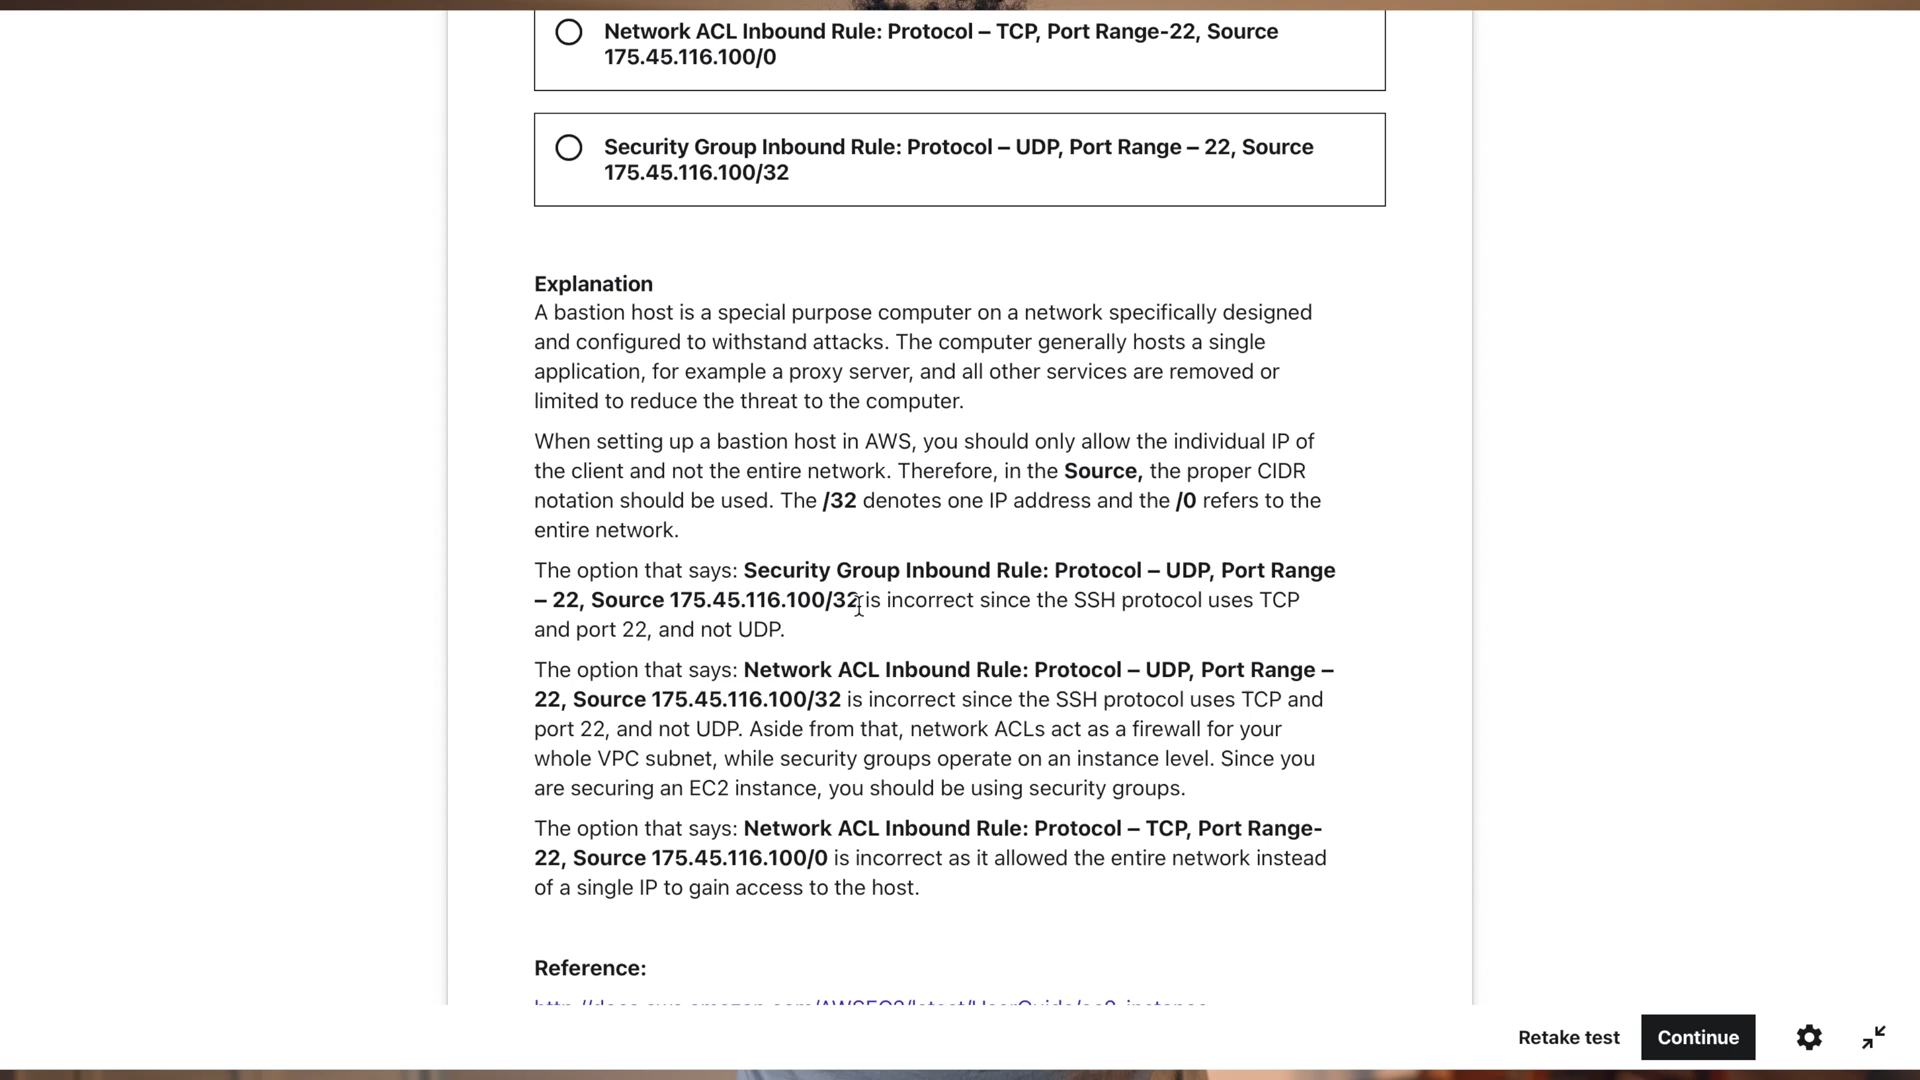 Network ACL Inbound Rule: Protocol – TCP, Port Range-22, Source
175.45.116.100/0
Security Group Inbound Rule: Protocol – UDP, Port Range – 22, Source
175.45.116.100/32
Explanation
A bastion host is a special purpose computer on a network specifically designed
and configured to withstand attacks. The computer generally hosts a single
application, for example a proxy server, and all other services are removed or
limited to reduce the threat to the computer.
When setting up a bastion host in AWS, you should only allow the individual IP of
the client and not the entire network. Therefore, in the Source, the proper CIDR
notation should be used. The /32 denotes one IP address and the /0 refers to the
entire network.
The option that says: Security Group Inbound Rule: Protocol – UDP, Port Range
– 22, Source 175.45.116.100/32 is incorrect since the SSH protocol uses TCP
and port 22, and not UDP.
The option that says: Network ACL Inbound Rule: Protocol – UDP, Port Range –
22, Source 175.45.116.100/32 is incorrect since the SSH protocol uses TCP and
port 22, and not UDP. Aside from that, network ACLs act as a firewall for your
whole VPC subnet, while security groups operate on an instance level. Since you
are securing an EC2 instance, you should be using security groups.
The option that says: Network ACL Inbound Rule: Protocol – TCP, Port Range-
22, Source 175.45.116.100/0 is incorrect as it allowed the entire network instead
of a single IP to gain access to the host.
Reference:
http://docs.aws.amazon.com/AWSEC2/latest/UserGuide/ec2-instance-
Retake test
Continue